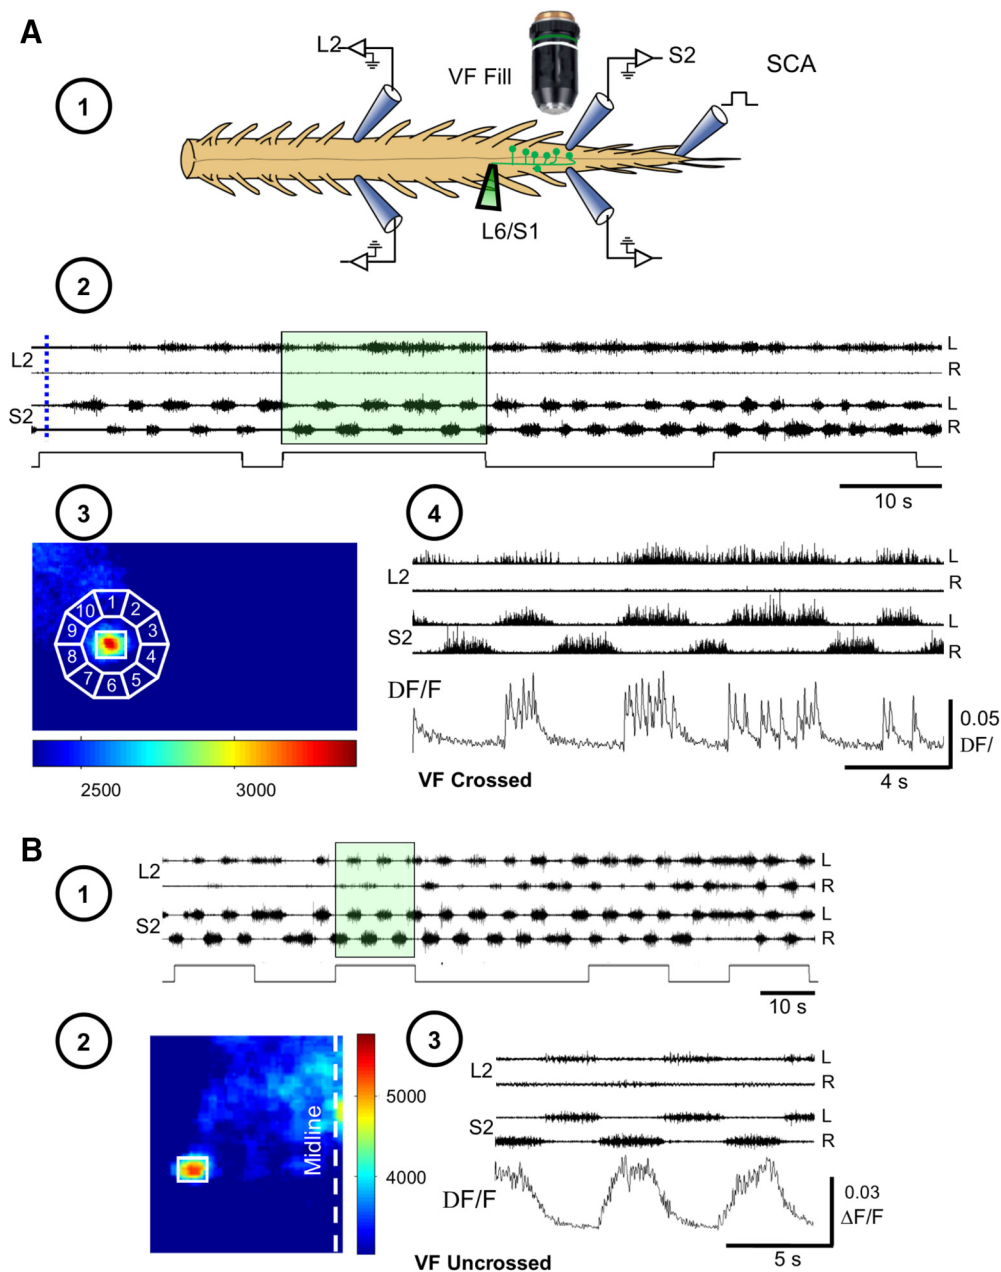 A
1
L2
VF Fill
S2
SCA
L6/S1
2
L2
L
R
S2
L
R
10 s
3
1
2
3
4
5
6
7
8
9
10
2500
3000
4
L2
L
R
S2
L
R
DF/F
0.05
DF/
4 s
VF Crossed
B
1
L2
L
R
S2
L
R
10 s
2
Midline
5000
4000
3
L2
L
R
S2
L
R
DF/F
0.03
ΔF/F
5 s
VF Uncrossed